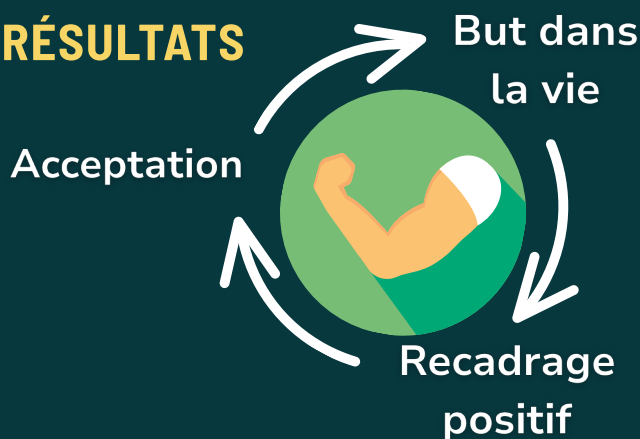 RÉSULTATS
But dans
la vie
Acceptation
Recadrage
positif